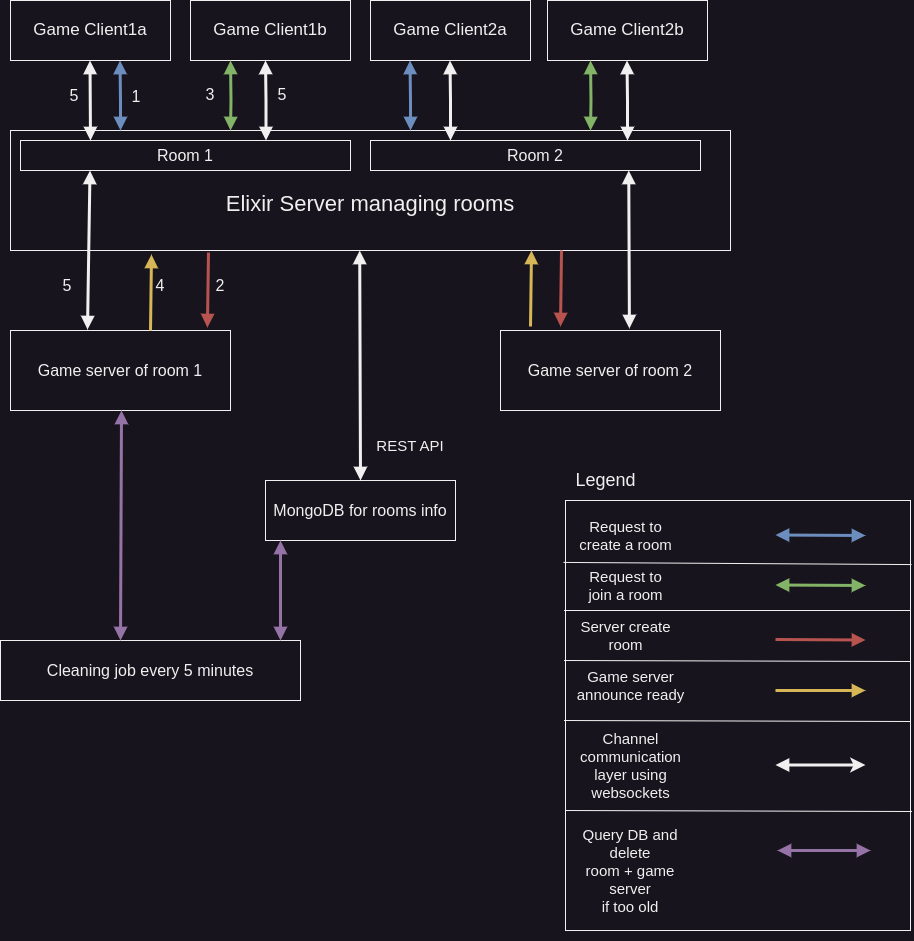 Game Client1a
Game Client1b
Game Client2a
Game Client2b
5
1
3
5
Room 1
Room 2
Elixir Server managing rooms
5
4
2
Game server of room 1
Game server of room 2
REST API
MongoDB for rooms info
Cleaning job every 5 minutes
Legend
Request to
create a room
Request to
join a room
Server create
room
Game server
announce ready
Channel
communication
layer using
websockets
Query DB and
delete
room + game
server
if too old